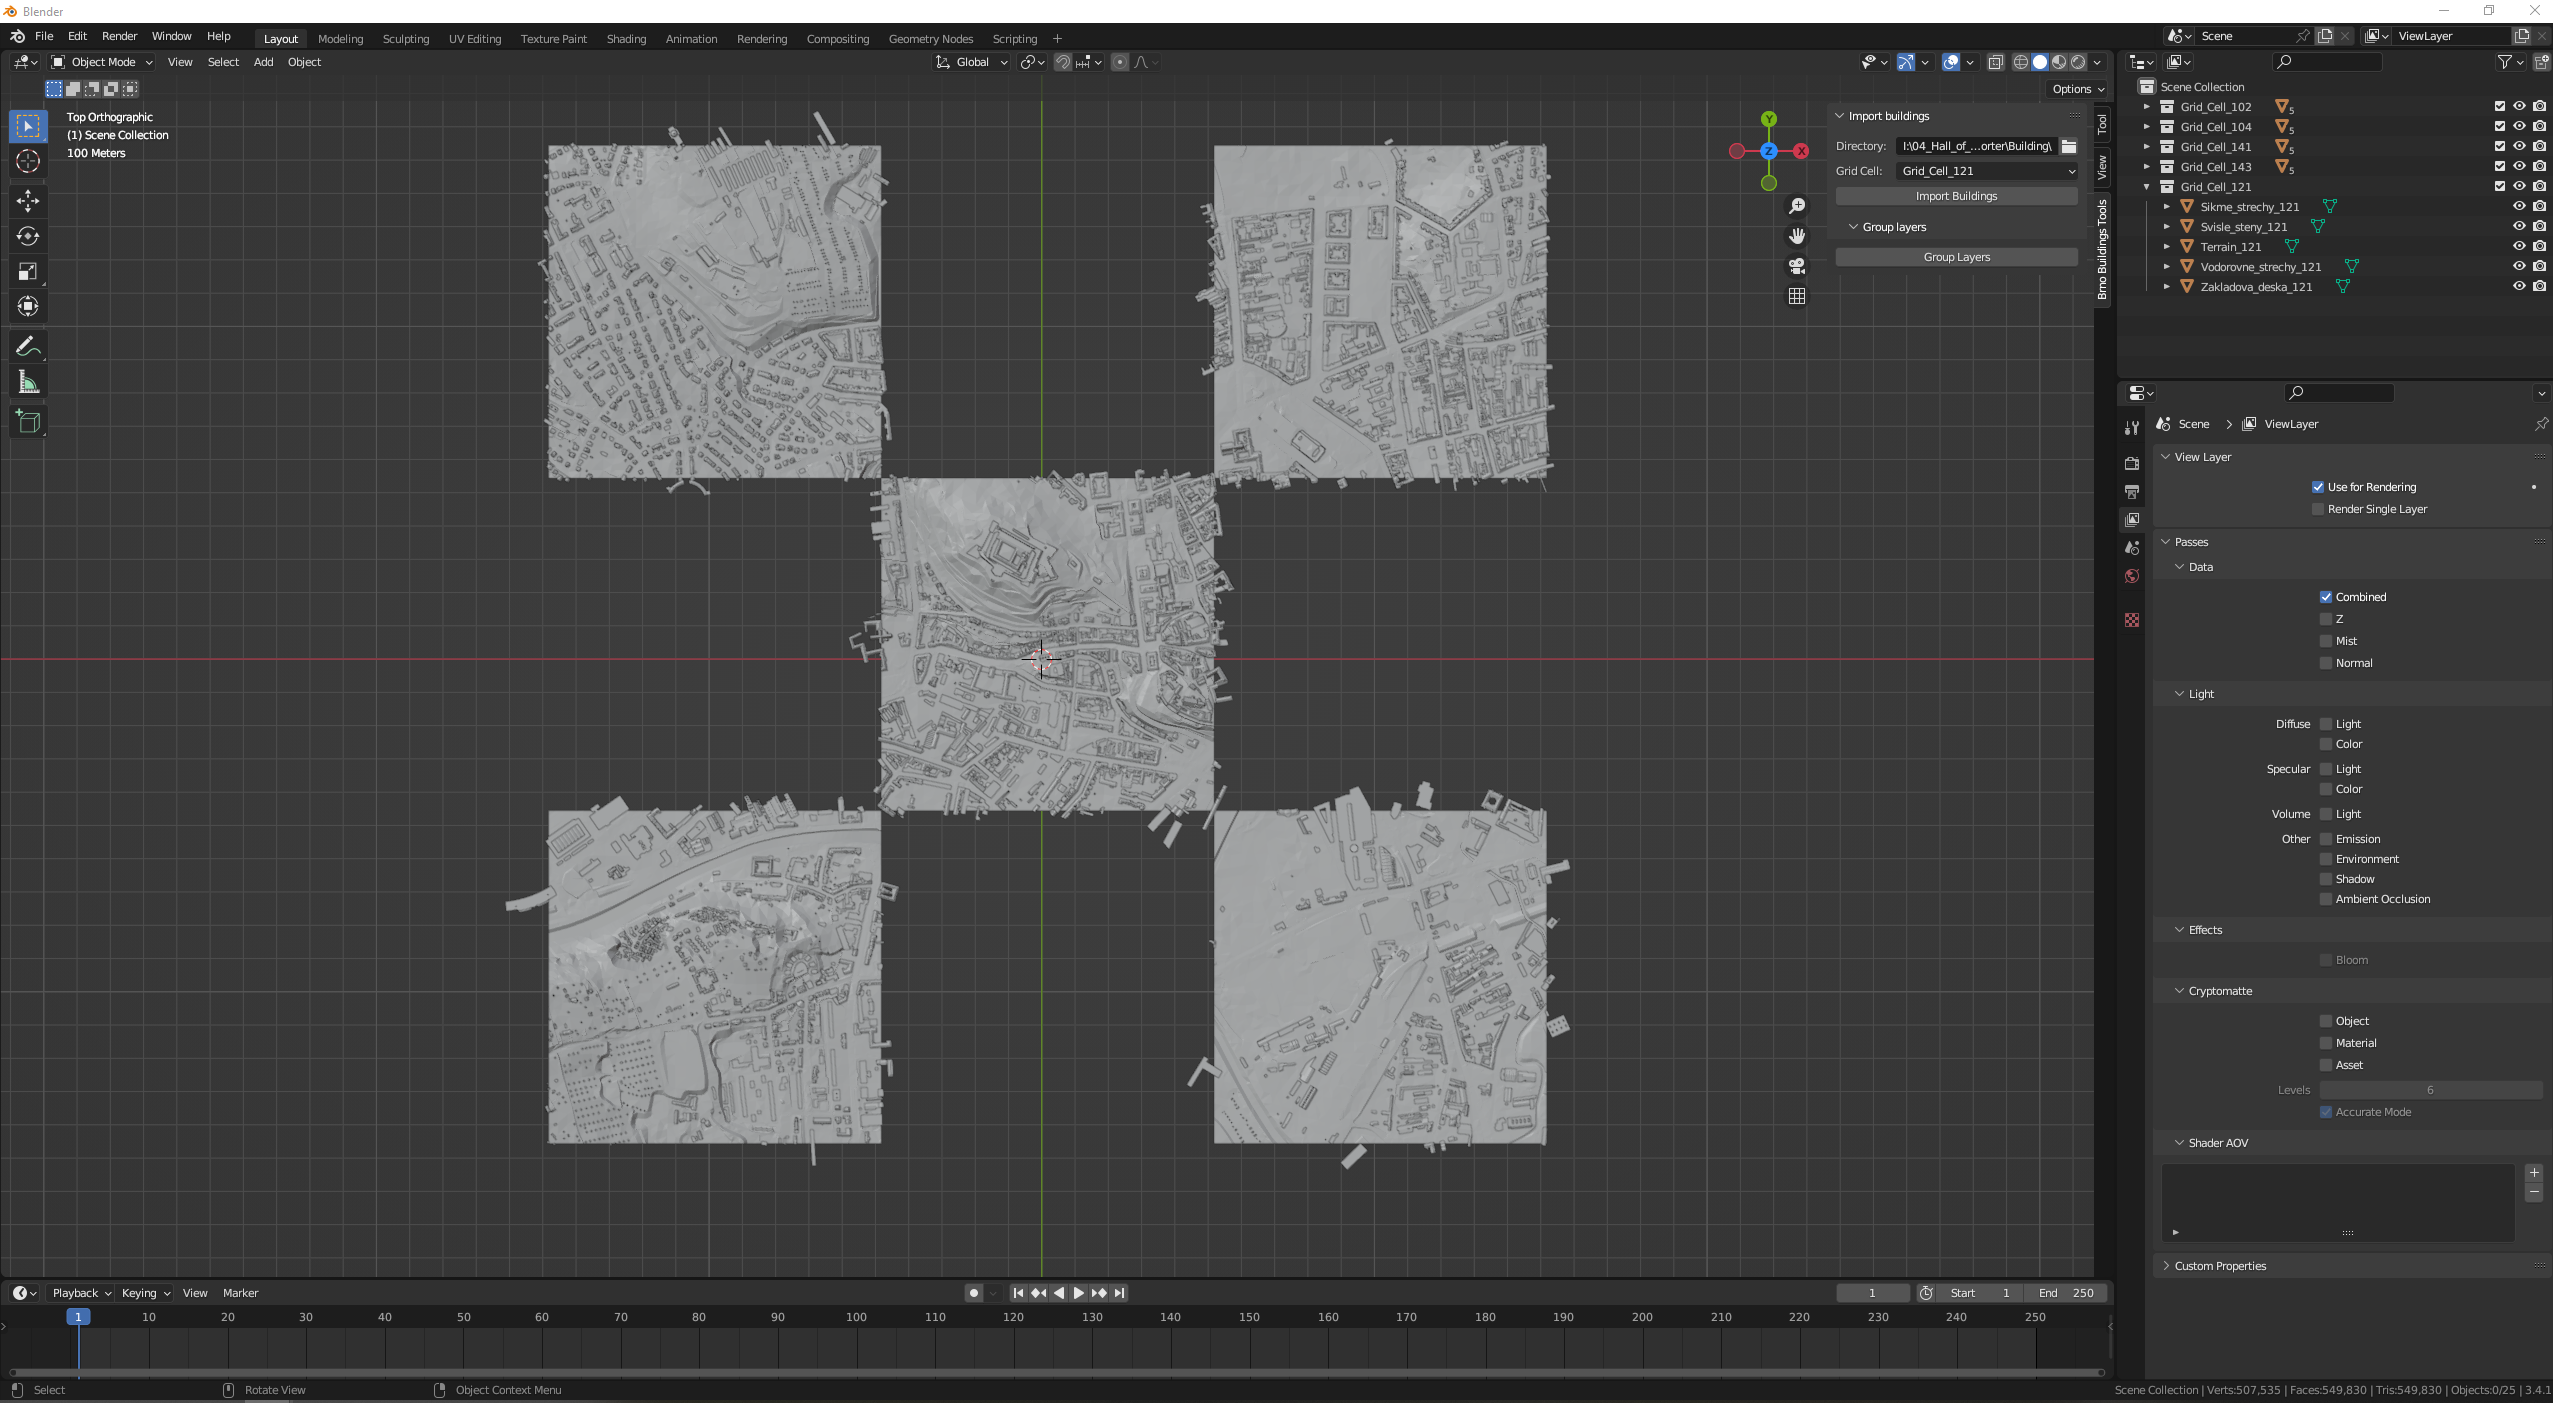 Blender
File Edit Render Window Help Layout Modeling Sculpting UV Editing Texture Paint Shading Animation Rendering Compositing Geometry Nodes Scripting + Scene ViewLayer
Object Mode View Select Add Object Global
Options
Top Orthographic
(1) Scene Collection
100 Meters
Y
X
Z
Import buildings
Directory: I:\04_Hall_of_...orter\Building\
Grid Cell: Grid_Cell_121
Import Buildings
Group layers
Group Layers
Tool
View
Brno Buildings Tools
Scene Collection
Grid_Cell_102 5
Grid_Cell_104 5
Grid_Cell_141 5
Grid_Cell_143 5
Grid_Cell_121
Sikme_strechy_121
Svisle_steny_121
Terrain_121
Vodorovne_strechy_121
Zakladova_deska_121
Scene > ViewLayer
View Layer
Use for Rendering
Render Single Layer
Passes
Data
Combined
Z
Mist
Normal
Light
Diffuse Light
Color
Specular Light
Color
Volume Light
Other Emission
Environment
Shadow
Ambient Occlusion
Effects
Bloom
Cryptomatte
Object
Material
Asset
Levels 6
Accurate Mode
Shader AOV
Custom Properties
Playback Keying View Marker 1 Start 1 End 250
1 10 20 30 40 50 60 70 80 90 100 110 120 130 140 150 160 170 180 190 200 210 220 230 240 250
Select Rotate View Object Context Menu Scene Collection | Verts:507,535 | Faces:549,830 | Tris:549,830 | Objects:0/25 | 3.4.1